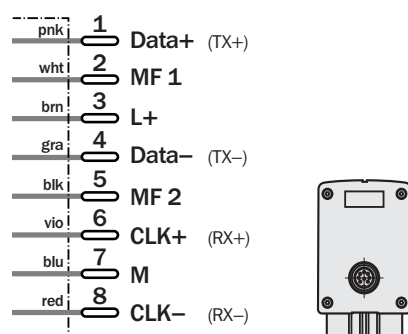 pnk 1 Data+ (TX+)
wht 2 MF 1
brn 3 L+
gra 4 Data– (TX–)
blk 5 MF 2
vio 6 CLK+ (RX+)
blu 7 M
red 8 CLK– (RX–)